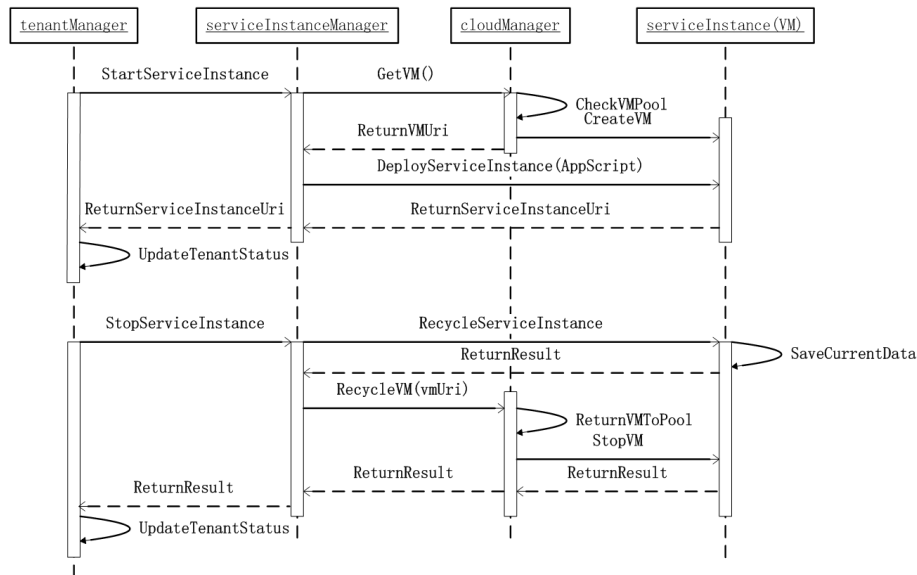 tenantManager
serviceInstanceManager
cloudManager
serviceInstance(VM)
StartServiceInstance
GetVM()
CheckVMPool
CreateVM
ReturnVMUri
DeployServiceInstance(AppScript)
ReturnServiceInstanceUri
ReturnServiceInstanceUri
UpdateTenantStatus
StopServiceInstance
RecycleServiceInstance
ReturnResult
SaveCurrentData
RecycleVM(vmUri)
ReturnVMToPool
StopVM
ReturnResult
ReturnResult
ReturnResult
UpdateTenantStatus